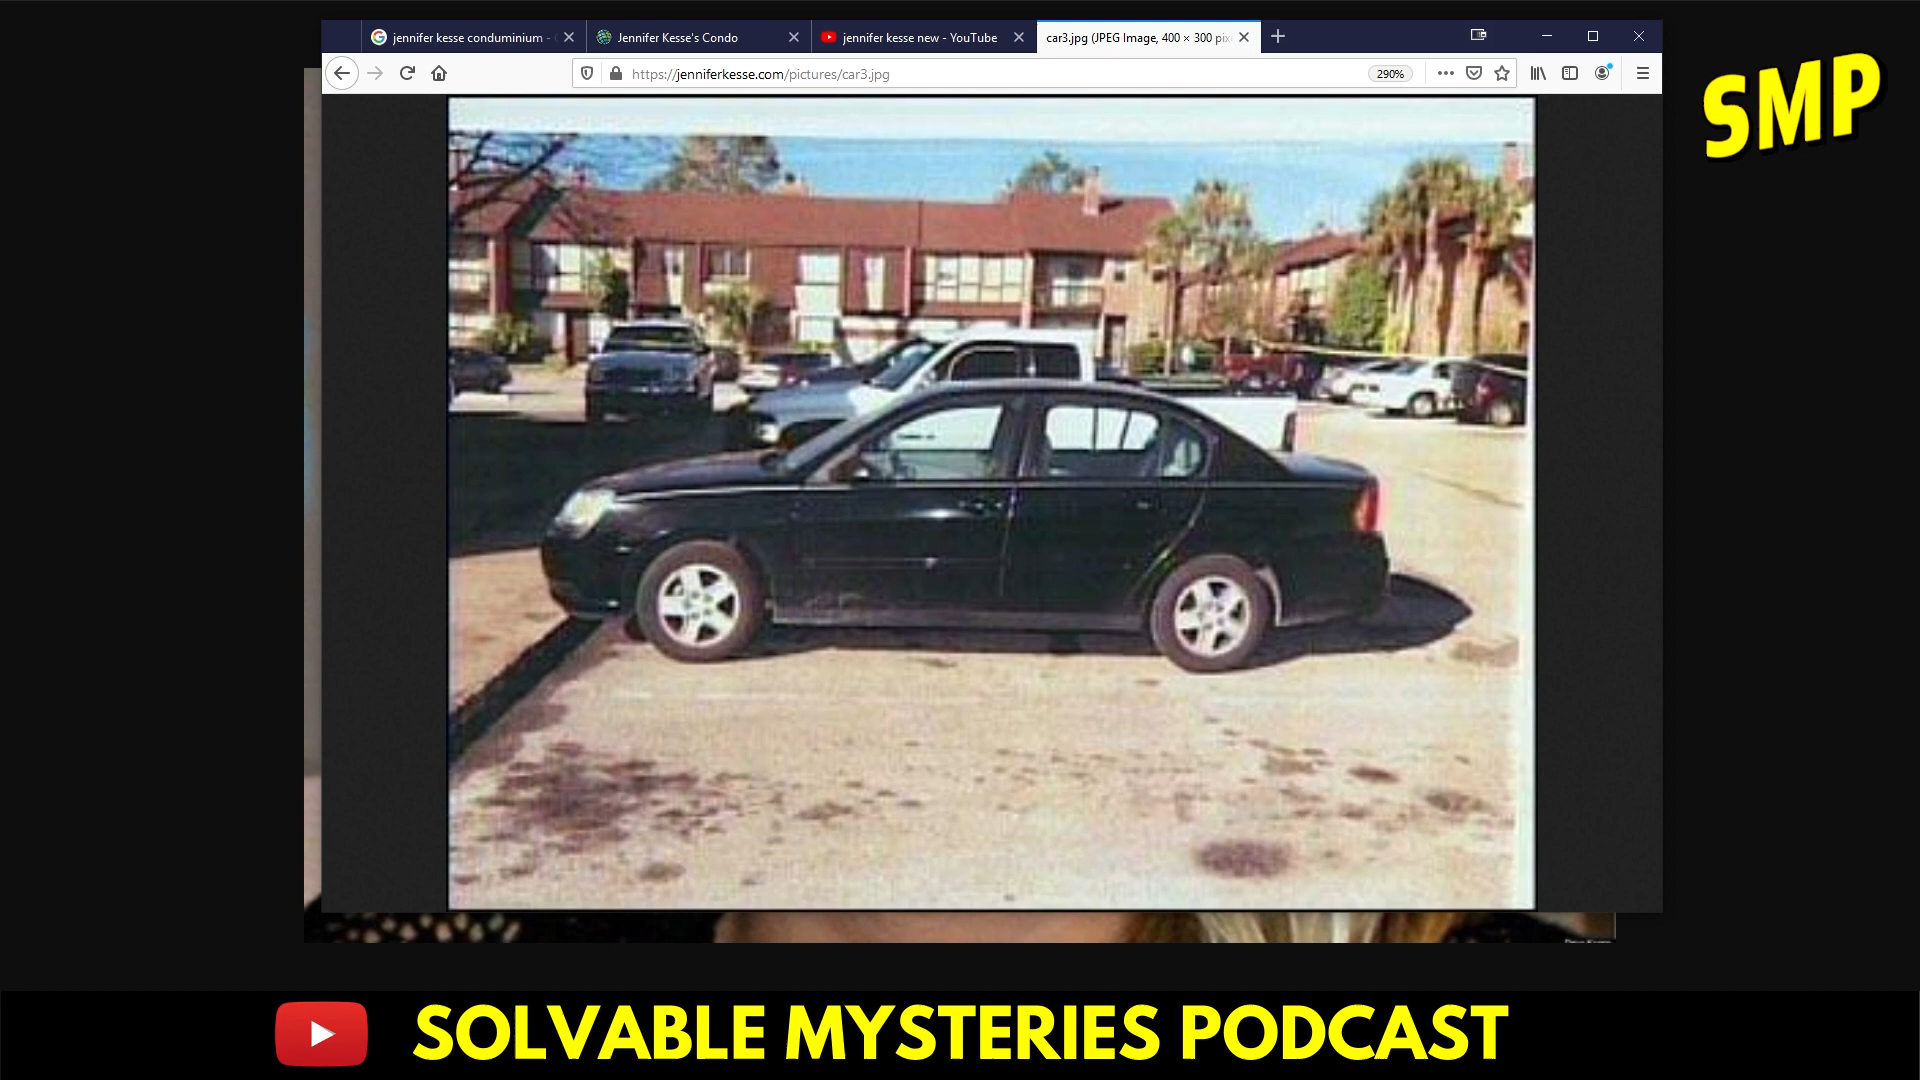 jennifer kesse conduminium -
Jennifer Kesse's Condo
jennifer kesse new - YouTube
car3.jpg (JPEG Image, 400 × 300 pix
https://jenniferkesse.com/pictures/car3.jpg
290%
SMP
SOLVABLE MYSTERIES PODCAST